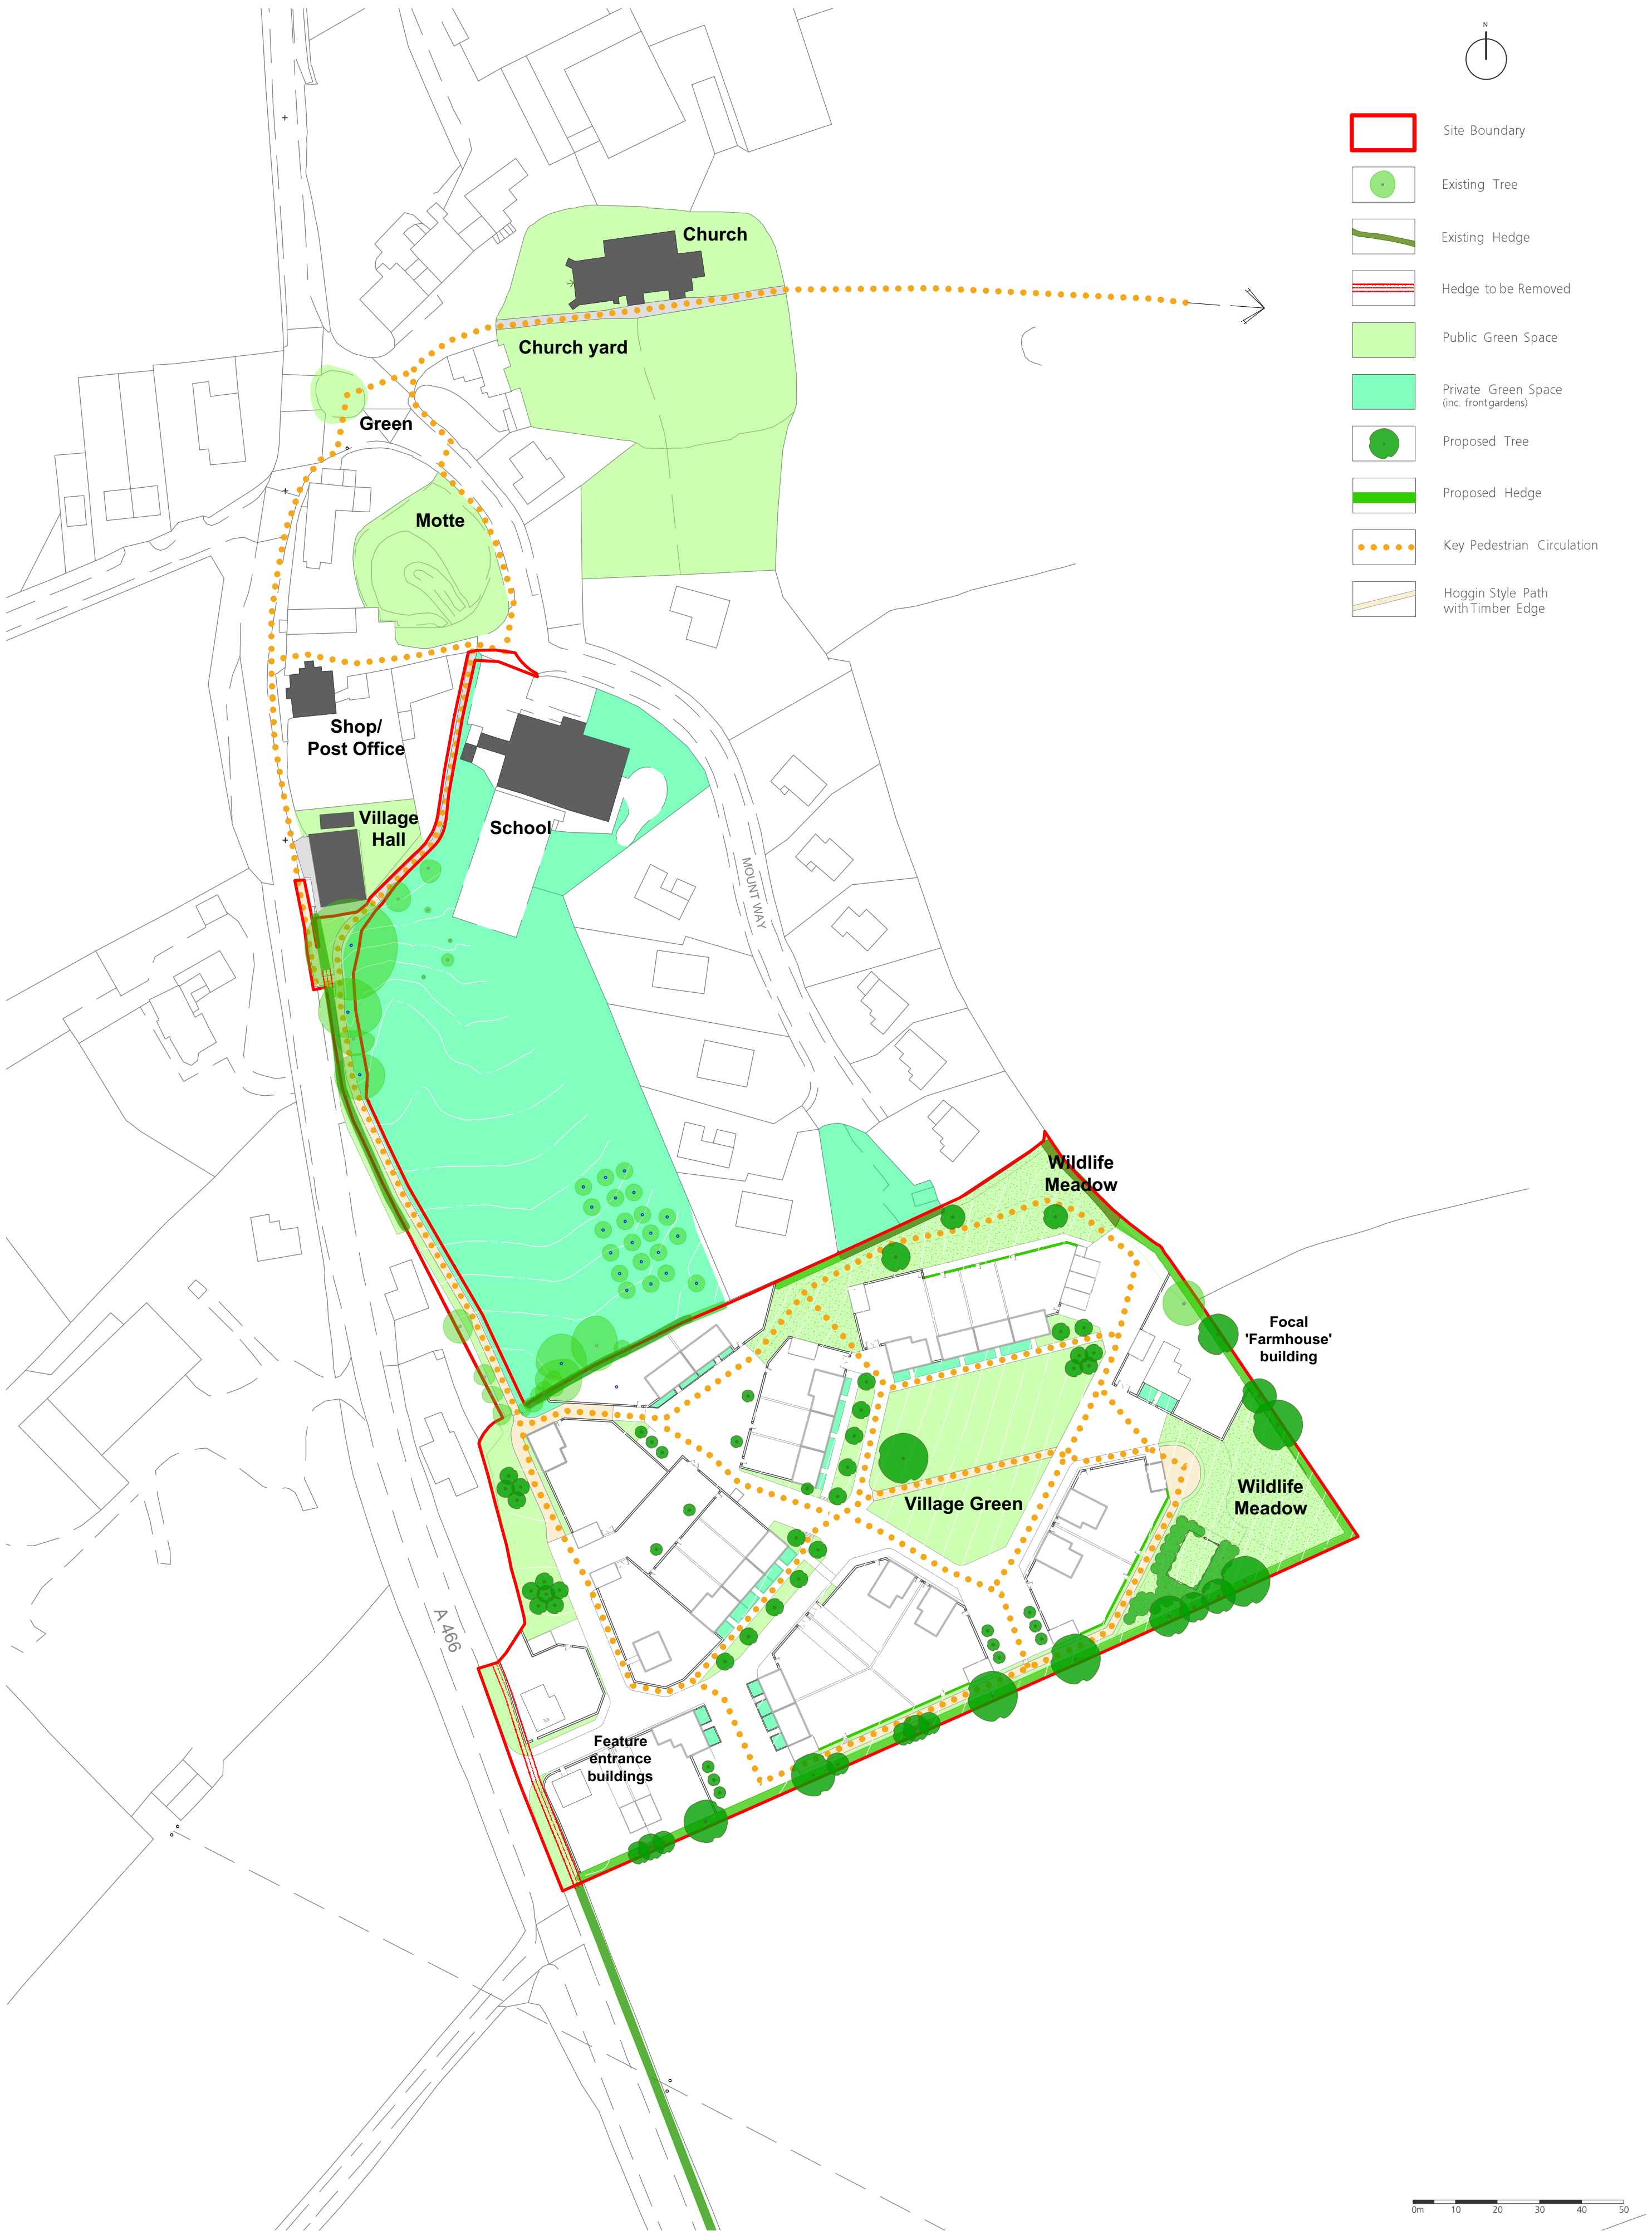 N
Site Boundary
Existing Tree
Existing Hedge
Hedge to be Removed
Public Green Space
Private Green Space
(inc. frontgardens)
Proposed Tree
Proposed Hedge
Key Pedestrian Circulation
Hoggin Style Path
with Timber Edge
Church
Church yard
Green
Motte
Shop/
Post Office
Village
Hall
School
MOUNT WAY
Wildlife
Meadow
Focal
'Farmhouse'
building
Wildlife
Meadow
Village Green
A 466
Feature
entrance
buildings
0m 10 20 30 40 50